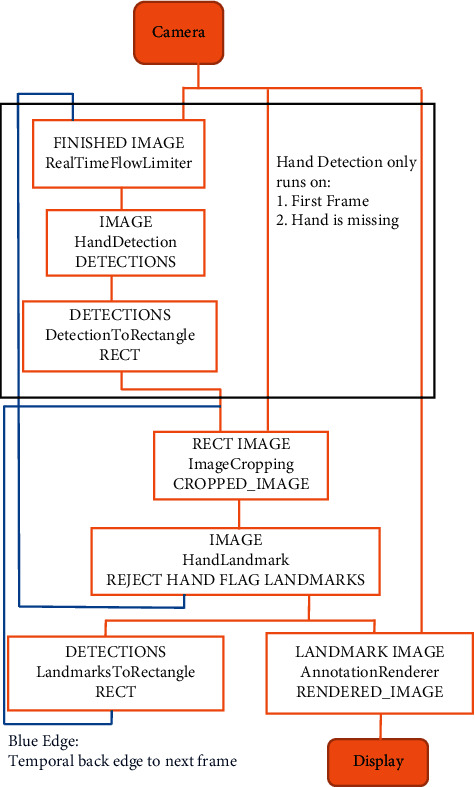 Camera
FINISHED IMAGE
RealTimeFlowLimiter
Hand Detection only
runs on:
1. First Frame
2. Hand is missing
IMAGE
HandDetection
DETECTIONS
DETECTIONS
DetectionToRectangle
RECT
RECT IMAGE
ImageCropping
CROPPED_IMAGE
IMAGE
HandLandmark
REJECT HAND FLAG LANDMARKS
DETECTIONS
LandmarksToRectangle
RECT
LANDMARK IMAGE
AnnotationRenderer
RENDERED_IMAGE
Blue Edge:
Temporal back edge to next frame
Display